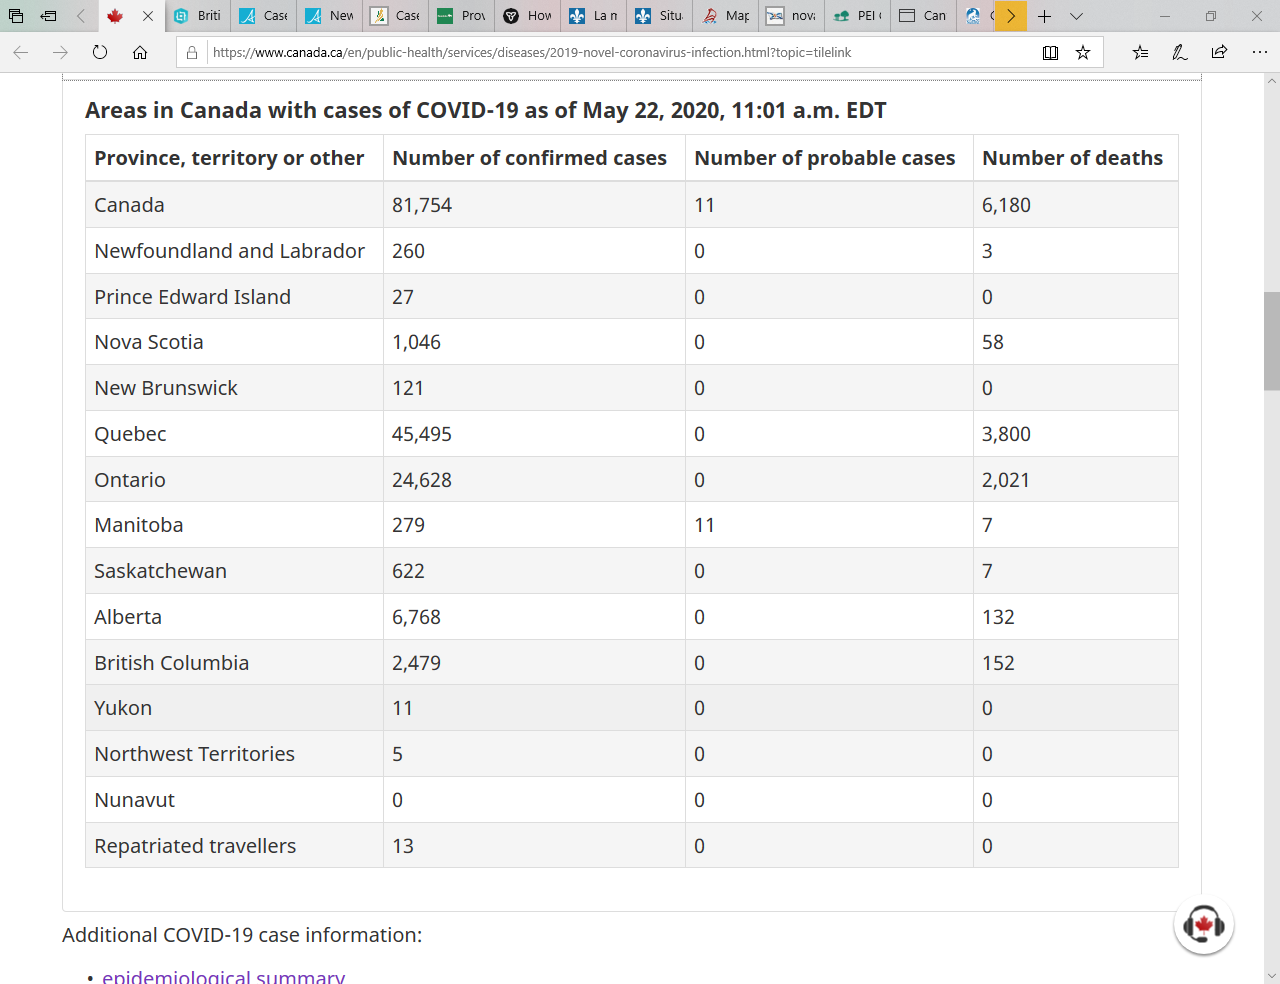 Briti
Case
New
Case
Prov
How
La n
Situ
Map
nova
PEI
Can
https://www.canada.ca/en/public-health/services/diseases/2019-novel-coronavirus-infection.html?topic=tilelink
Areas in Canada with cases of COVID-19 as of May 22, 2020, 11:01 a.m. EDT
Province, territory or other Number of confirmed cases Number of probable cases Number of deaths
Canada 81,754 11 6,180
Newfoundland and Labrador 260 0 3
Prince Edward Island 27 0 0
Nova Scotia 1,046 0 58
New Brunswick 121 0 0
Quebec 45,495 0 3,800
Ontario 24,628 0 2,021
Manitoba 279 11 7
Saskatchewan 622 0 7
Alberta 6,768 0 132
British Columbia 2,479 0 152
Yukon 11 0 0
Northwest Territories 5 0 0
Nunavut 0 0 0
Repatriated travellers 13 0 0
Additional COVID-19 case information:
• epidemiological summary